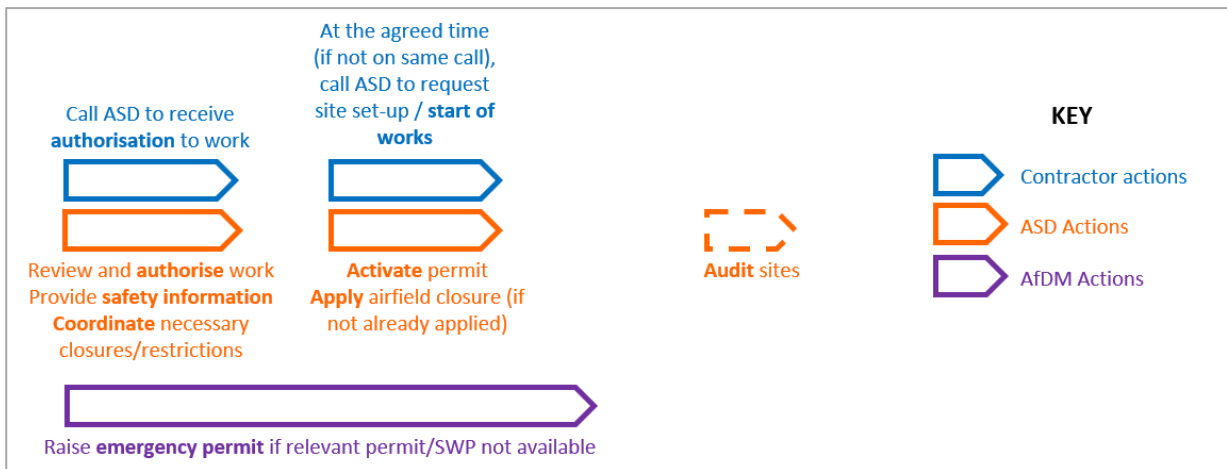 Call ASD to receive
authorisation to work
At the agreed time
(if not on same call),
call ASD to request
site set-up / start of
works
Review and authorise work
Provide safety information
Coordinate necessary
closures/restrictions
Activate permit
Apply airfield closure (if
not already applied)
Audit sites
Raise emergency permit if relevant permit/SWP not available
KEY
Contractor actions
ASD Actions
AfDM Actions